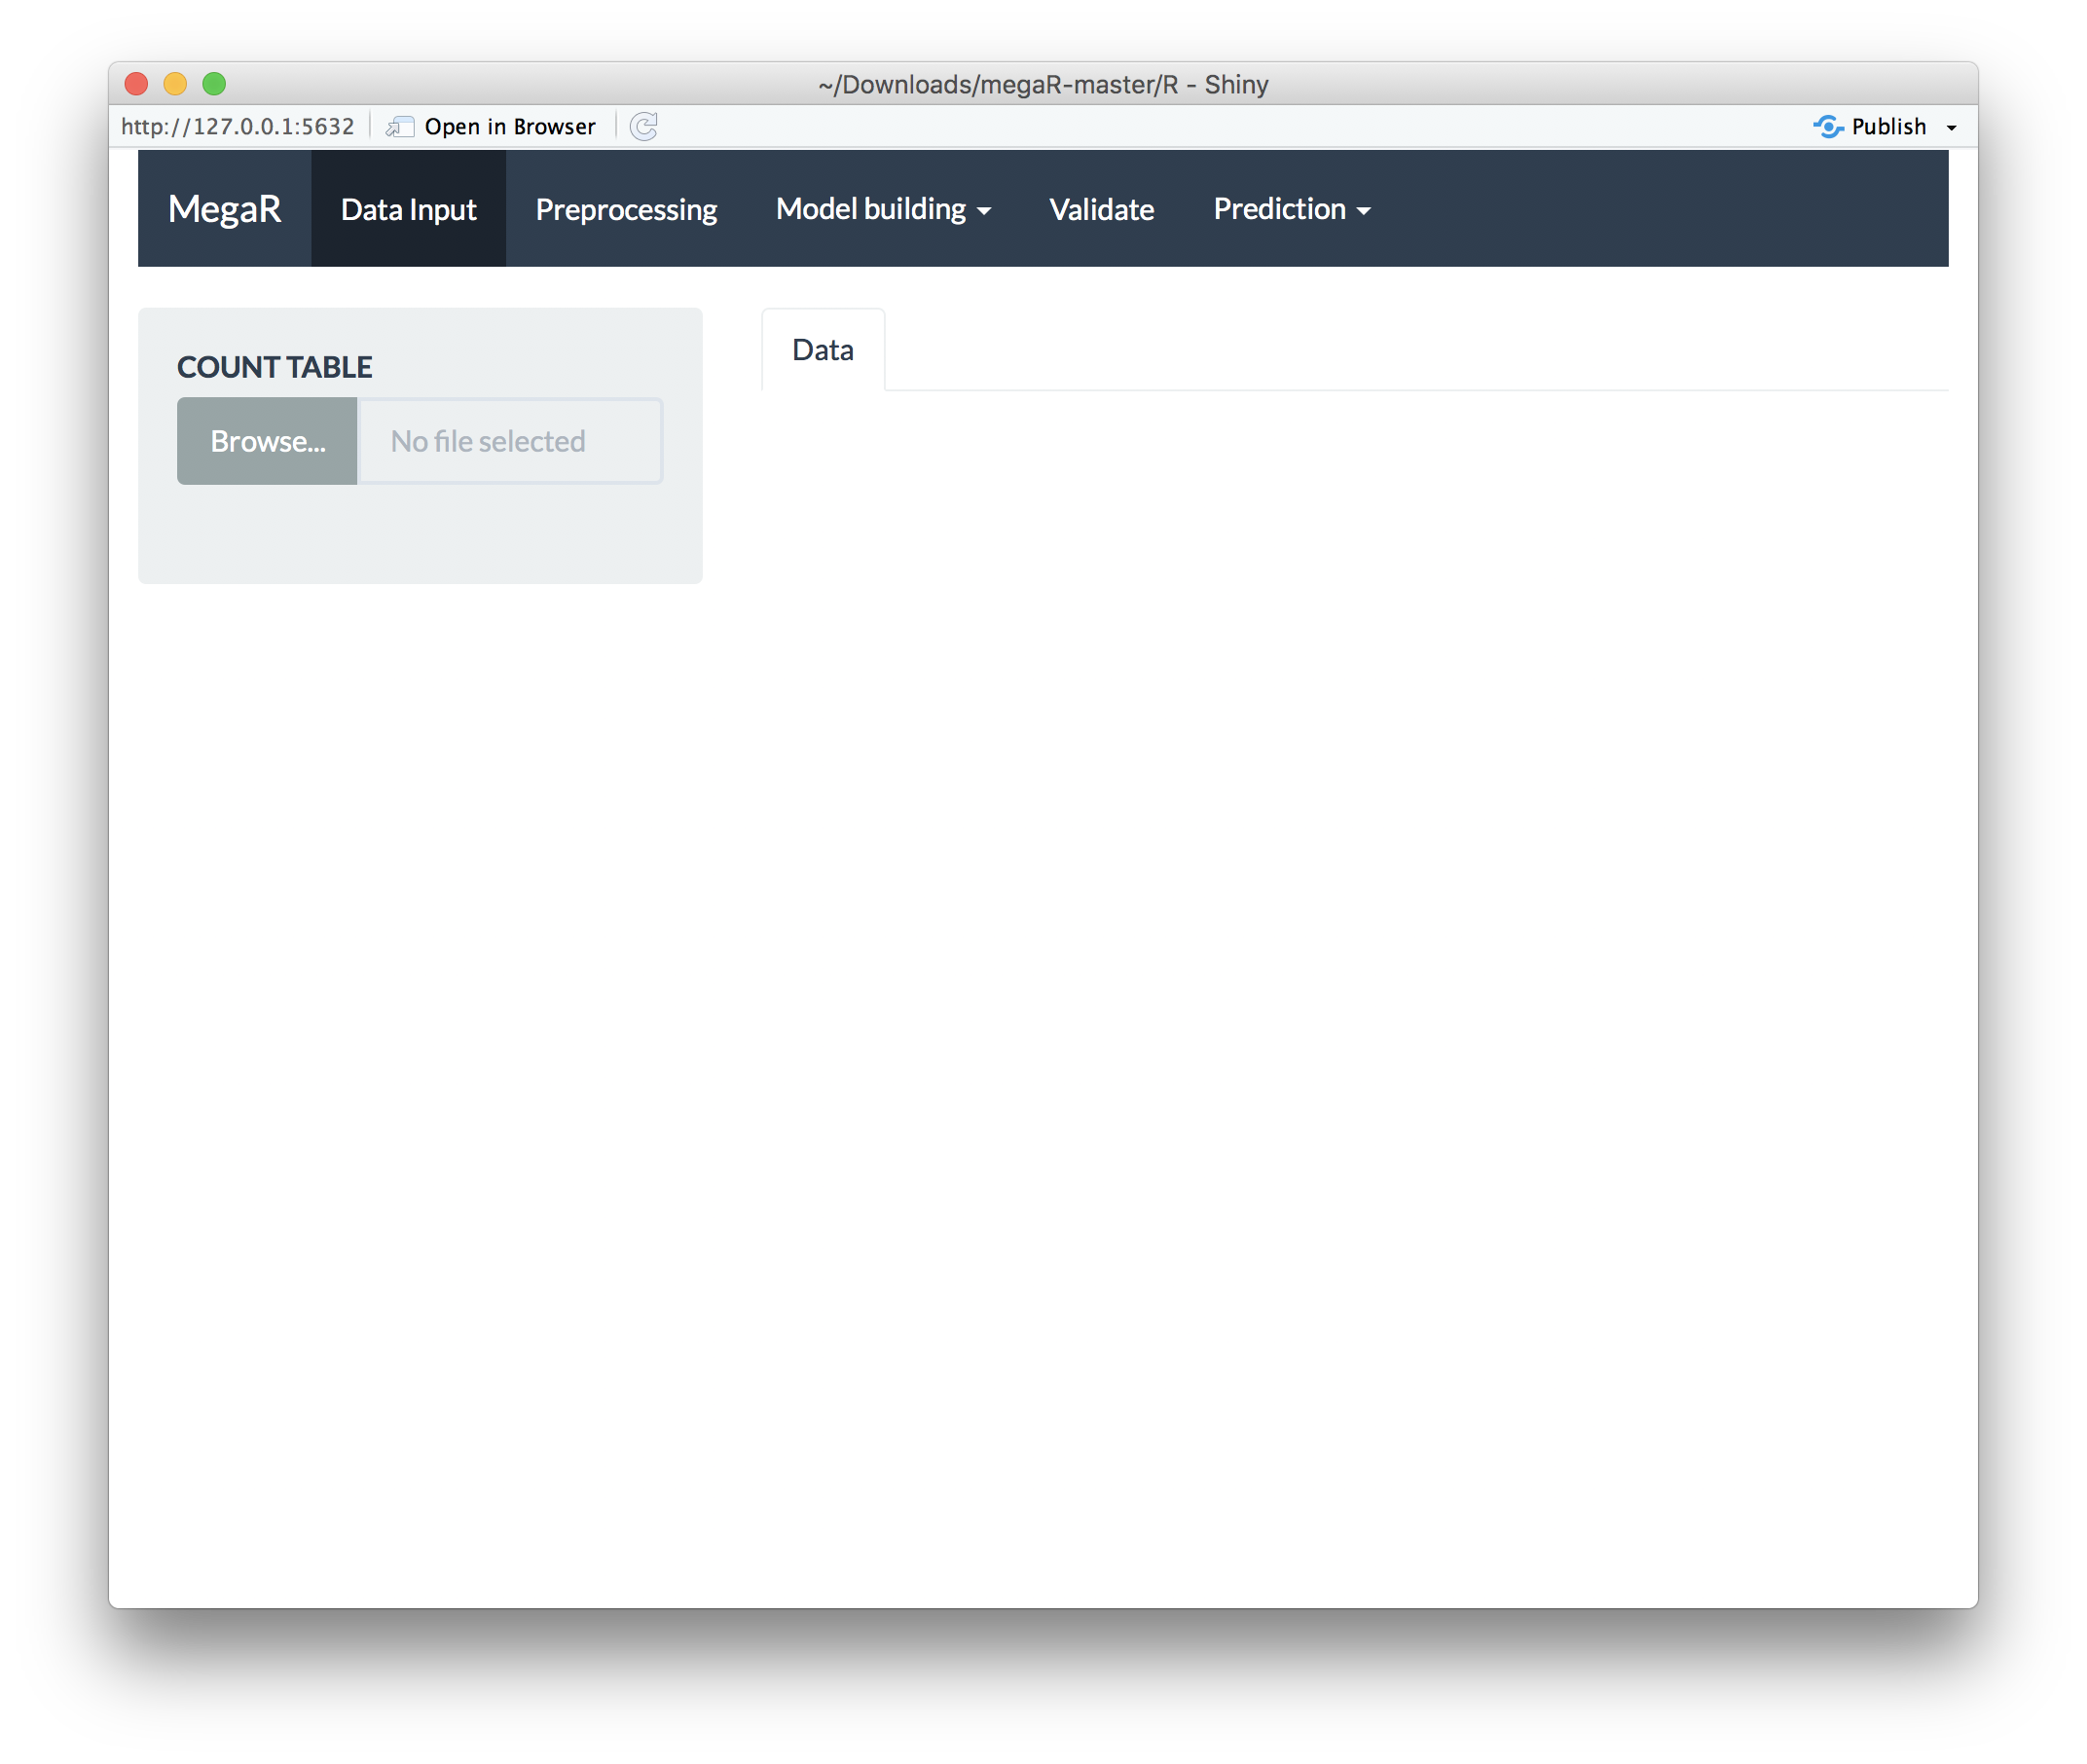 ~/Downloads/megaR-master/R - Shiny
http://127.0.0.1:5632 Open in Browser Publish
MegaR Data Input Preprocessing Model building Validate Prediction
COUNT TABLE
Browse... No file selected
Data